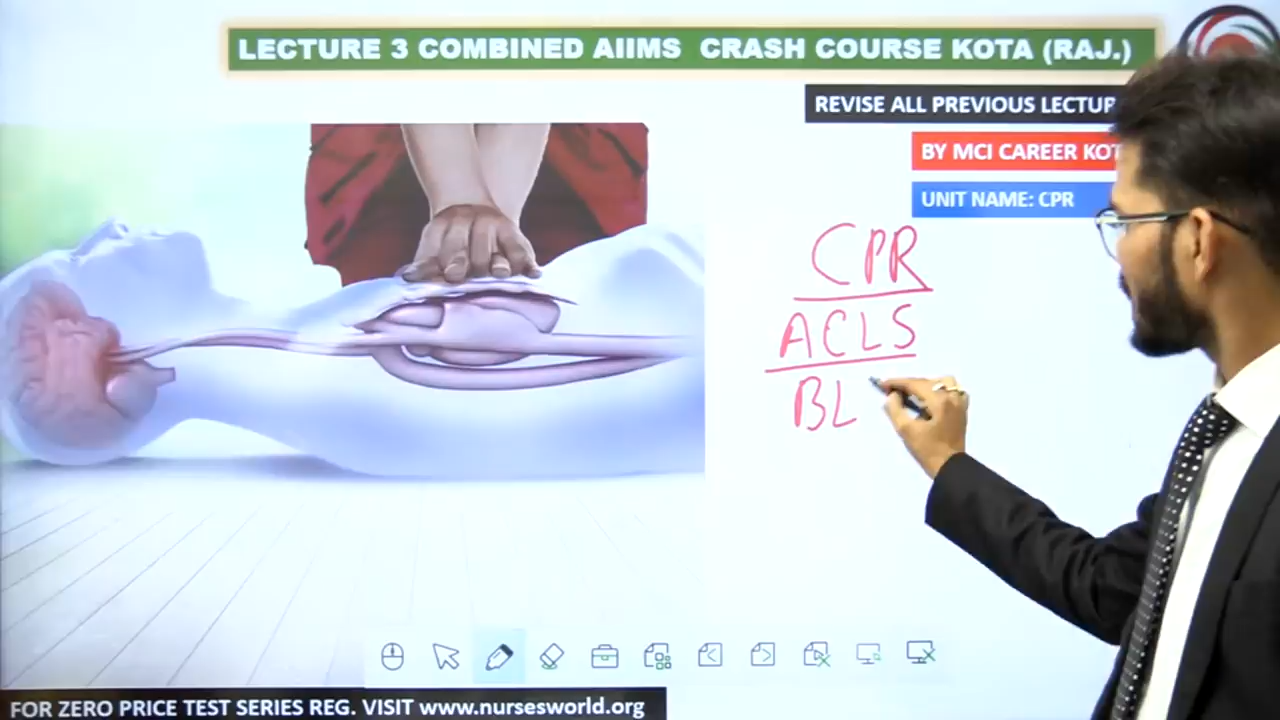 LECTURE 3 COMBINED AIIMS CRASH COURSE KOTA (RAJ.)
REVISE ALL PREVIOUS LECTUR
BY MCI CAREER KOT
UNIT NAME: CPR
CPR
ACLS
BL
FOR ZERO PRICE TEST SERIES REG. VISIT www.nursesworld.org